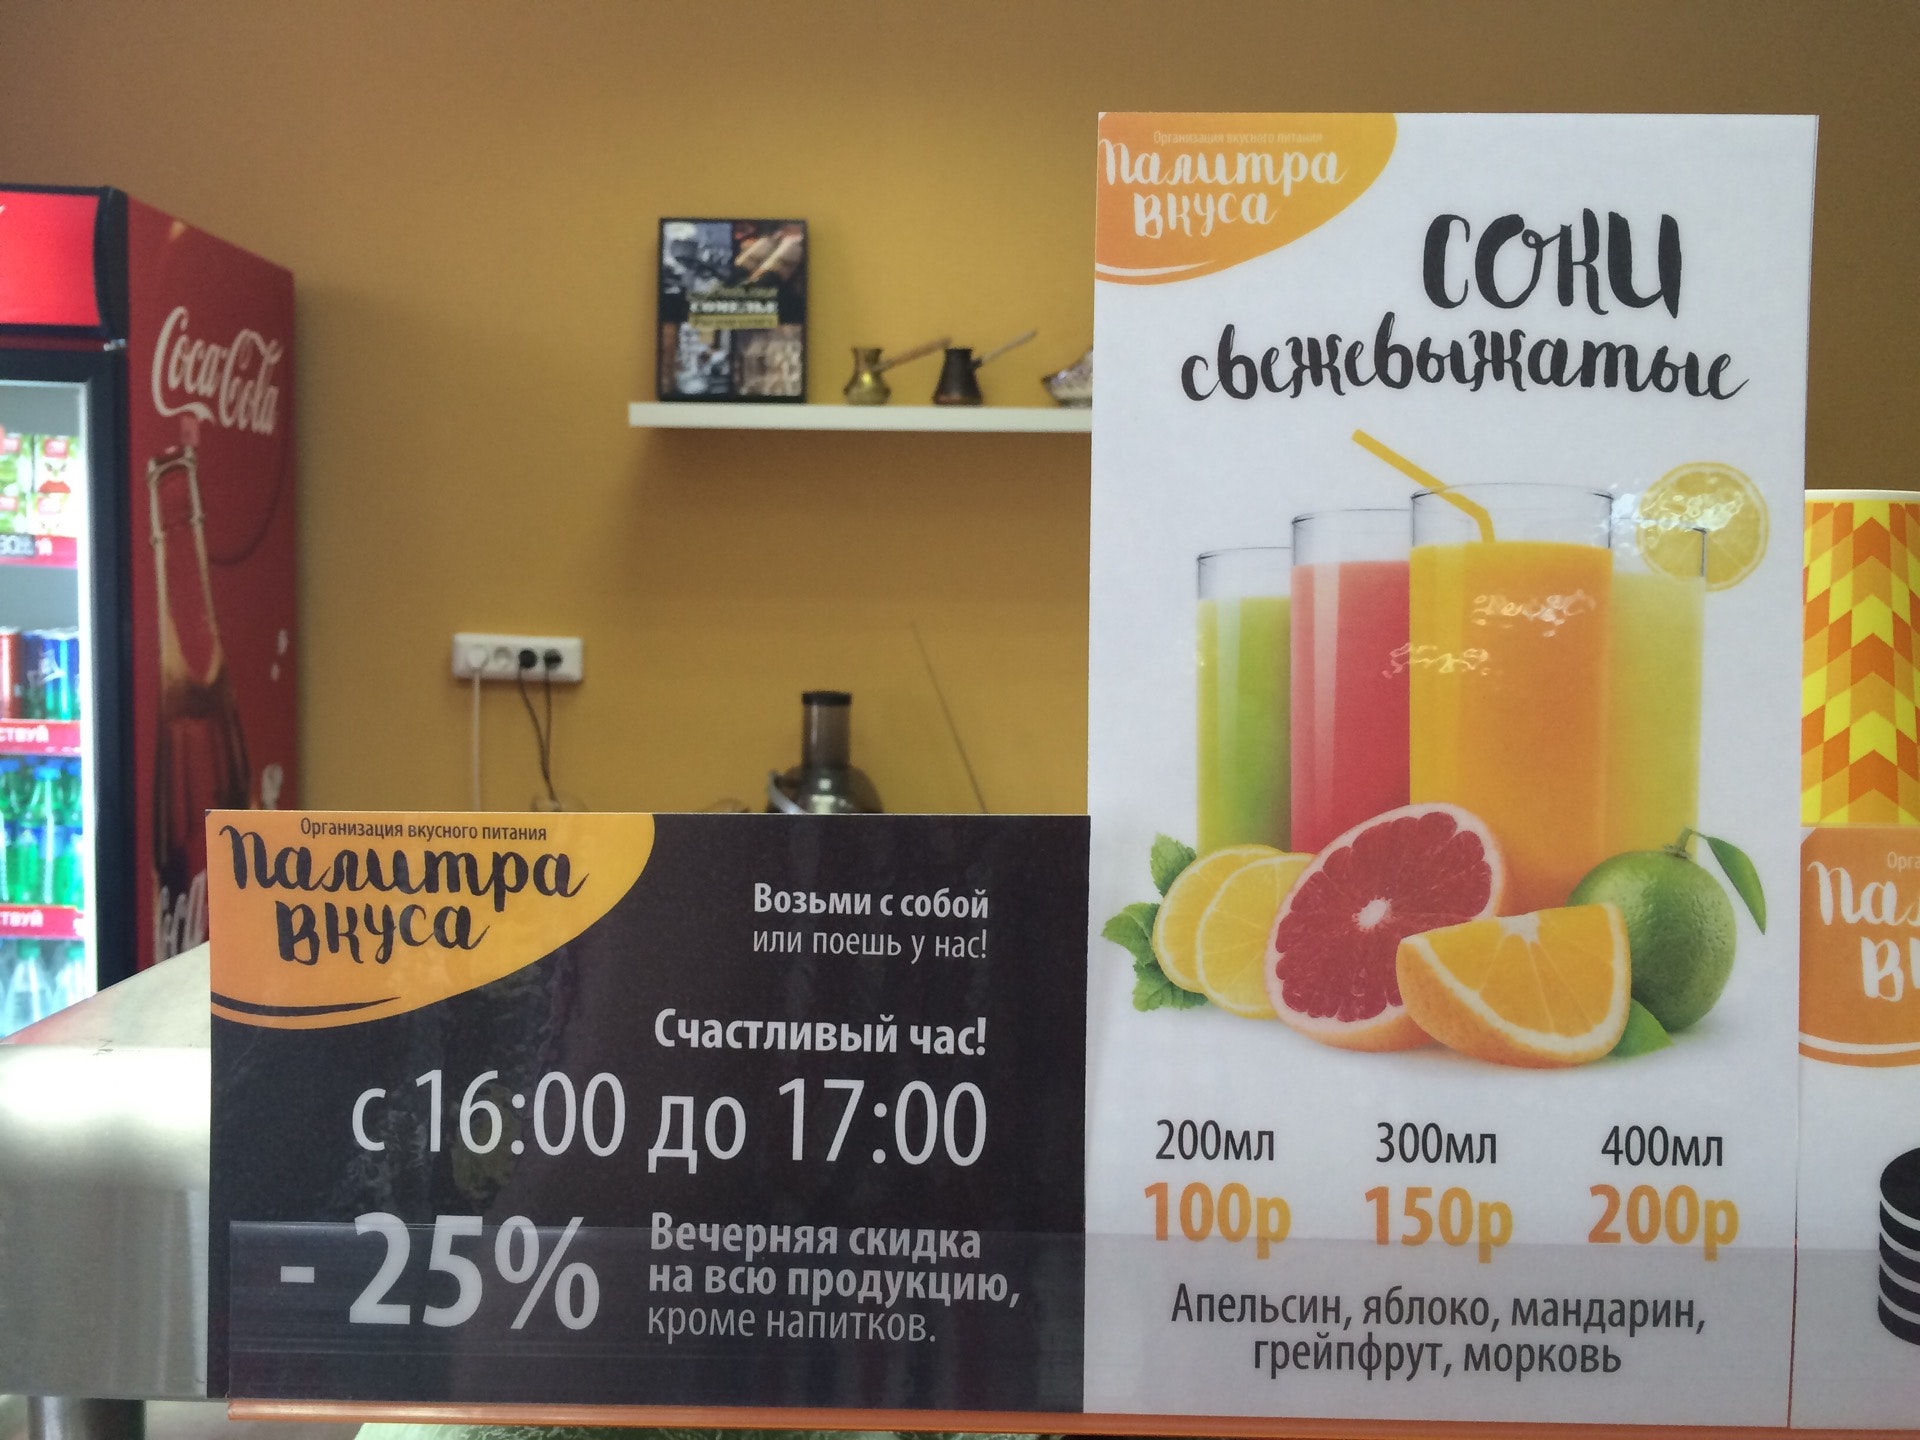 Coca-Cola
Организация вкусного питания
Палитра
вкуса
Возьми с собой
или поешь у нас!
Счастливый час!
с 16:00 до 17:00
- 25%
Вечерняя скидка
на всю продукцию,
кроме напитков.
Организация вкусного питания
Палитра
вкуса
соки
свежевыжатые
200мл 300мл 400мл
100р 150р 200р
Апельсин, яблоко, мандарин,
грейпфрут, морковь